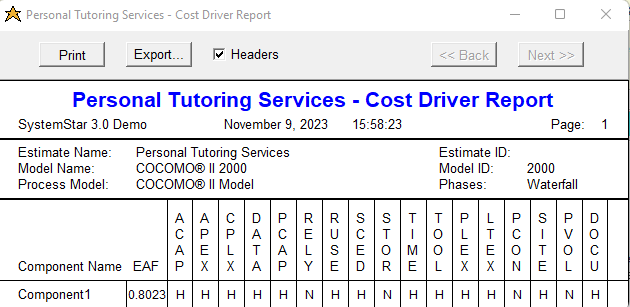 Personal Tutoring Services - Cost Driver Report
Print Export... Headers << Back Next >>
Personal Tutoring Services - Cost Driver Report
SystemStar 3.0 Demo November 9, 2023 15:58:23 Page: 1
Estimate Name: Personal Tutoring Services Estimate ID:
Model Name: COCOMO® II 2000 Model ID: 2000
Process Model: COCOMO® II Model Phases: Waterfall
Component Name EAF ACAP APEX CPLX DATA PCAP RELY RUSE SCED STOR TIME TOOL PLEX LTEX PCON SITE PVOL DOCU
Component1 0.8023 H H H N H N H N N N H H H N H N H